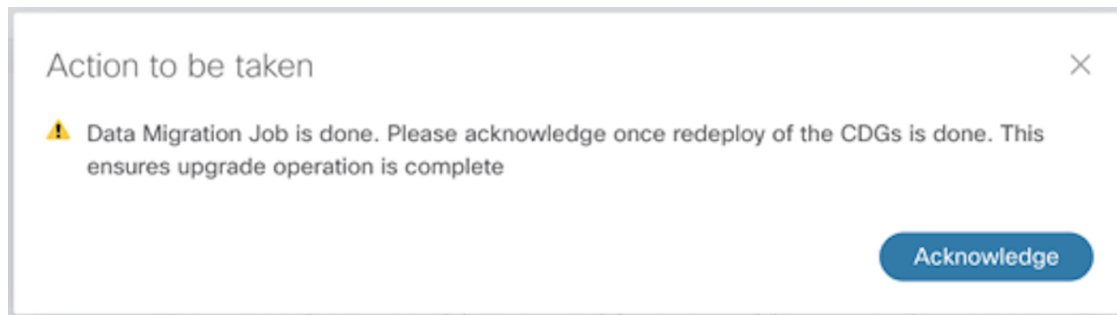 Action to be taken
Data Migration Job is done. Please acknowledge once redeploy of the CDGs is done. This
ensures upgrade operation is complete
Acknowledge